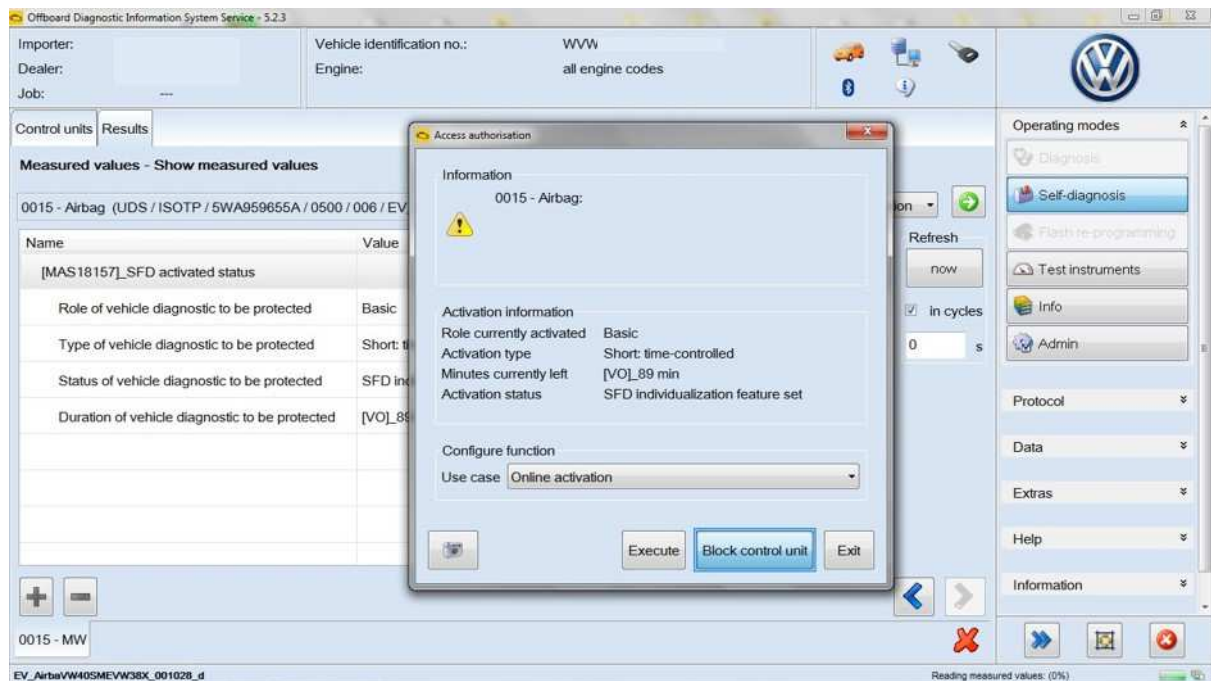 Offboard Diagnostic Information System Service - 5.2.3
Importer:
Dealer:
Job: ---
Vehicle identification no.: WVW
Engine: all engine codes
Control units Results
Measured values - Show measured values
0015 - Airbag (UDS / ISOTP / 5WA959655A / 0500 / 006 / EV
Name Value
[MAS18157]_SFD activated status
Role of vehicle diagnostic to be protected Basic
Type of vehicle diagnostic to be protected Short:
Status of vehicle diagnostic to be protected SFD
Duration of vehicle diagnostic to be protected [VO]_89
Access authorisation
Information
0015 - Airbag:
Activation information
Role currently activated Basic
Activation type Short: time-controlled
Minutes currently left [VO]_89 min
Activation status SFD individualization feature set
Configure function
Use case Online activation
Execute Block control unit Exit
Refresh
now
in cycles
0 s
Operating modes
Diagnosis
Self-diagnosis
Flash re-programming
Test instruments
Info
Admin
Protocol
Data
Extras
Help
Information
0015 - MW
EV_AirbaVW40SMEVW38X_001028_d
Reading measured values: (0%)